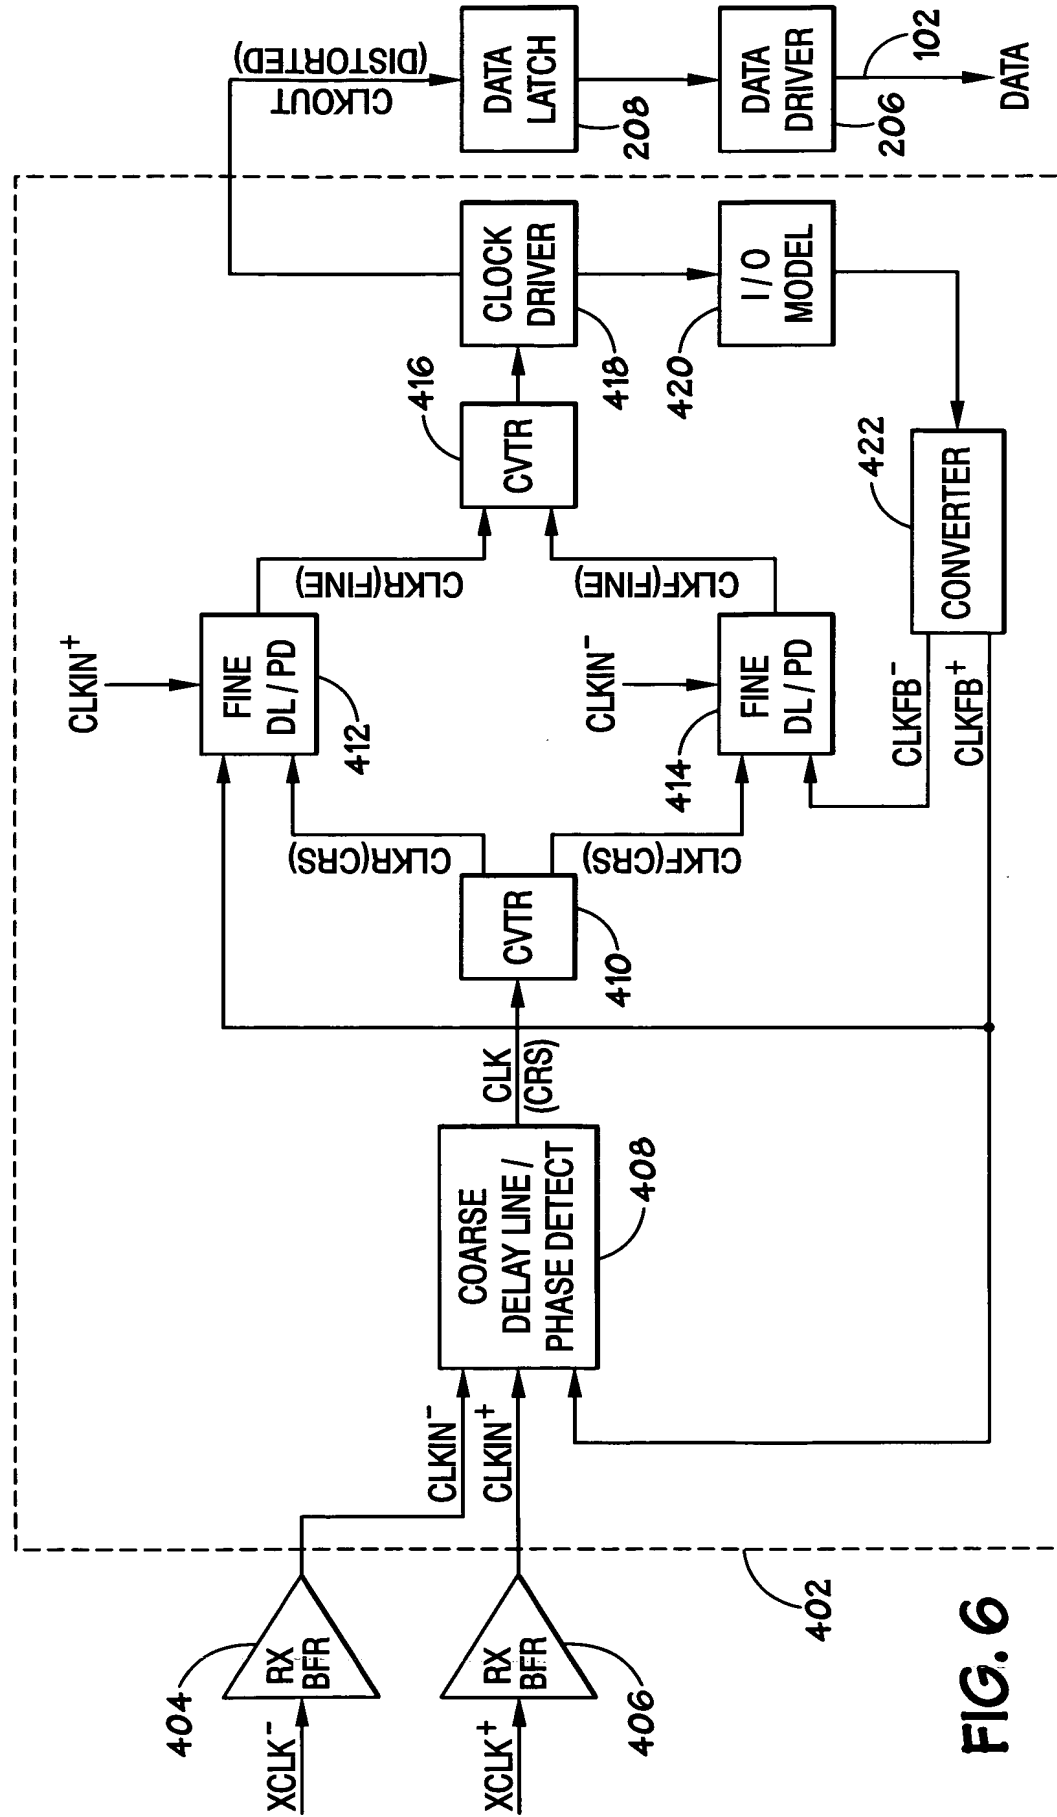 XCLK-
404
RX
BFR
XCLK+
406
RX
BFR
CLKIN-
CLKIN+
402
COARSE
DELAY LINE /
PHASE DETECT
408
CLK
(CRS)
CVTR
410
CLKR(CRS)
CLKF(CRS)
CLKIN+
FINE
DL / PD
412
CLKIN-
FINE
DL / PD
414
CLKR(FINE)
CLKF(FINE)
CVTR
416
CLOCK
DRIVER
418
I / O
MODEL
420
CONVERTER
422
CLKFB-
CLKFB+
CLKOUT
(DISTORTED)
DATA
LATCH
208
DATA
DRIVER
206
102
DATA
FIG. 6